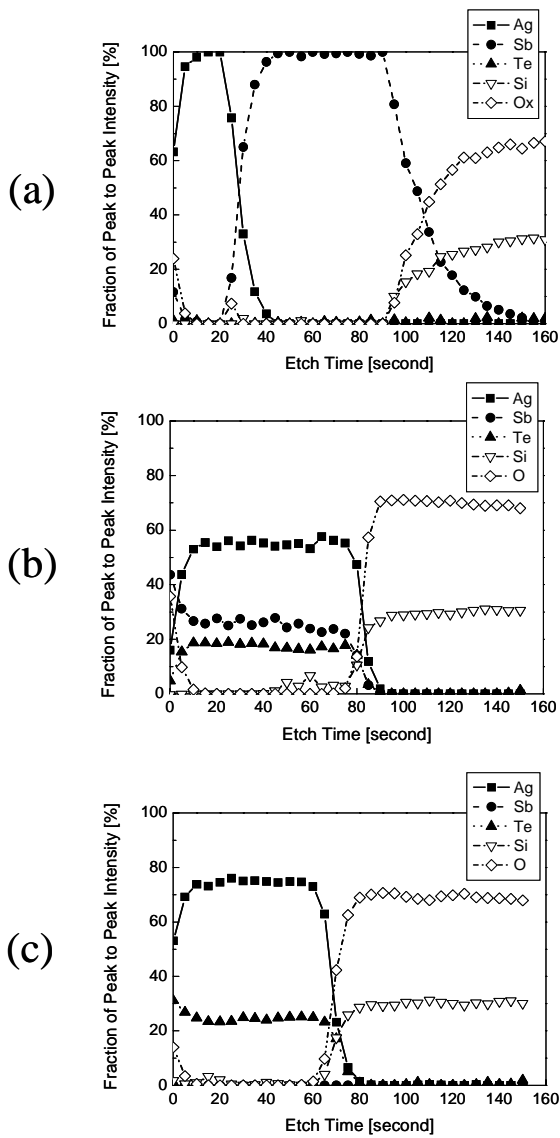 (a)
Fraction of Peak to Peak Intensity [%]
100
80
60
40
20
0
0 20 40 60 80 100 120 140 160
Etch Time [second]
Ag
Sb
Te
Si
Ox
(b)
Fraction of Peak to Peak Intensity [%]
100
80
60
40
20
0
0 20 40 60 80 100 120 140 160
Etch Time [second]
Ag
Sb
Te
Si
O
(c)
Fraction of Peak to Peak Intensity [%]
100
80
60
40
20
0
0 20 40 60 80 100 120 140 160
Etch Time [second]
Ag
Sb
Te
Si
O